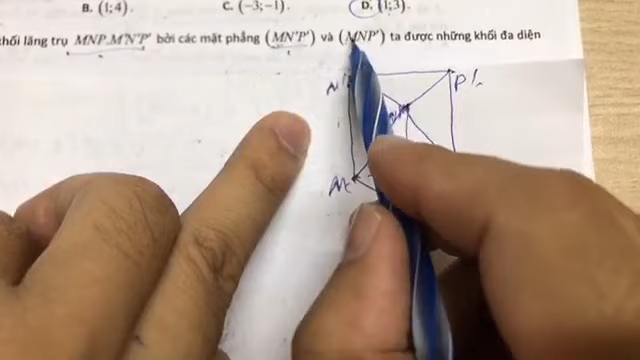 B. (1;4). C. (-3;-1). D. (1;3).
khối lăng trụ MNP.M'N'P' bởi các mặt phẳng (MN'P') và (MNP') ta được những khối đa diện
P'
M